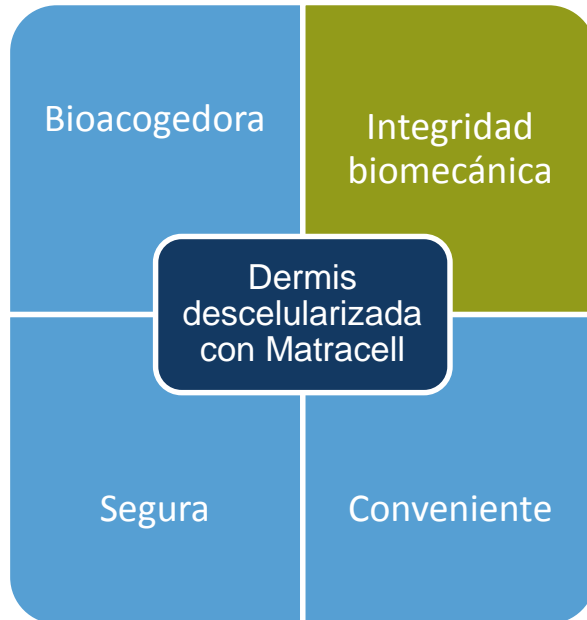 Bioacogedora
Integridad
biomecánica
Dermis
descelularizada
con Matracell
Segura
Conveniente